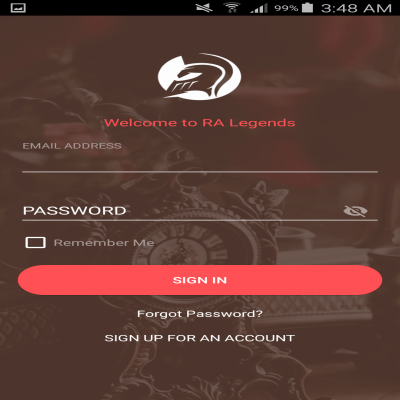 99% 3:48 AM
Welcome to RA Legends
EMAIL ADDRESS
PASSWORD
Remember Me
SIGN IN
Forgot Password?
SIGN UP FOR AN ACCOUNT